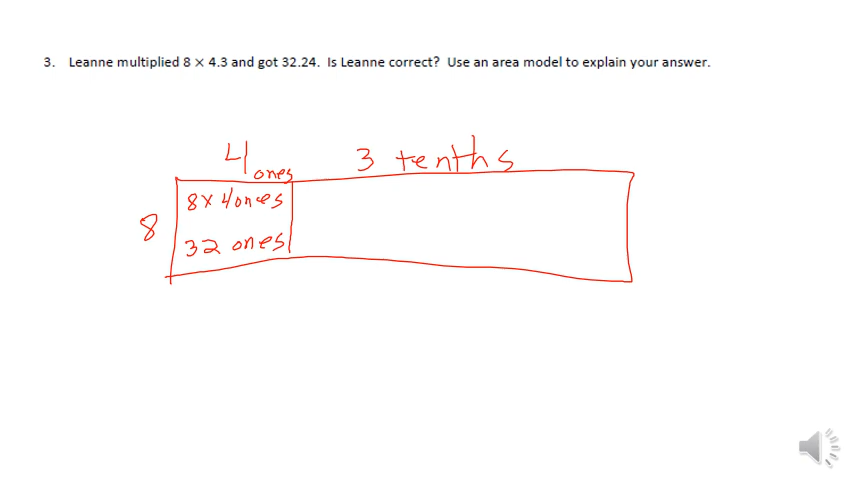 3. Leanne multiplied 8 × 4.3 and got 32.24. Is Leanne correct? Use an area model to explain your answer.
4 ones 3 tenths
8 × 4 ones
8
32 ones